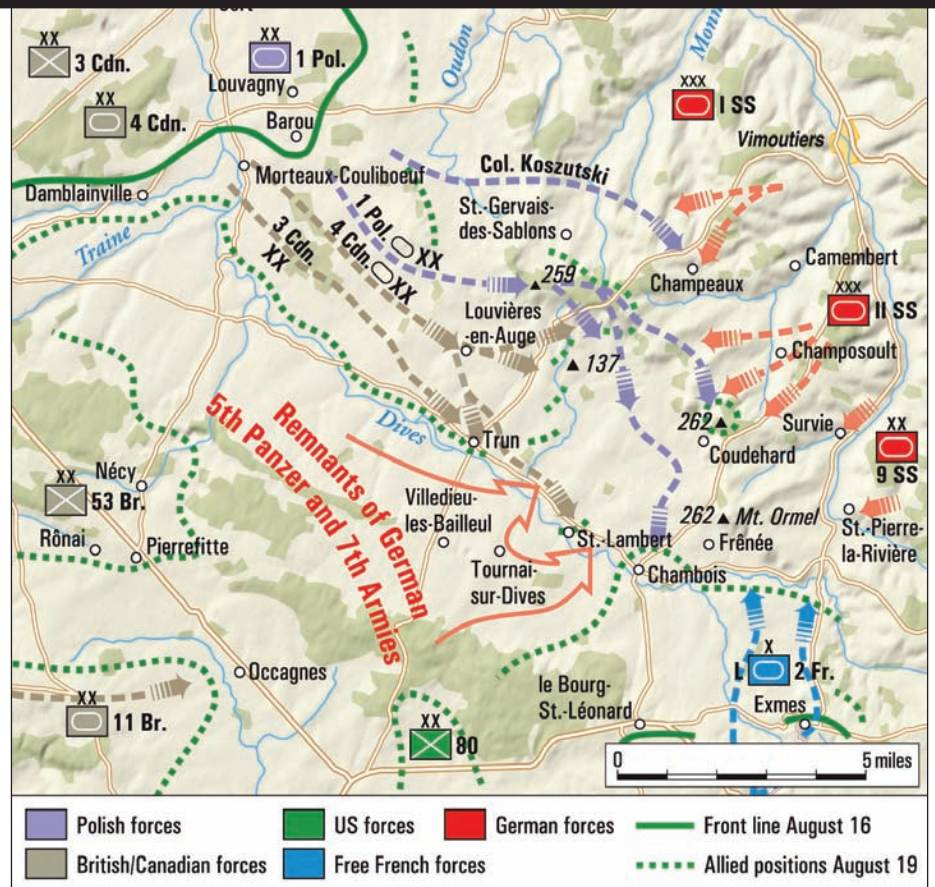 XX
3 Cdn.
XX
1 Pol.
Louvagny
XX
4 Cdn.
Barou
Oudon
XXX
I SS
Vimoutiers
Morteaux-Couliboeuf
Damblainville
Traine
Col. Koszutski
St.-Gervais-
des-Sablons
1 Pol.
XX
4 Cdn.
XX
3 Cdn.
XX
259
Champeaux
Camembert
XXX
II SS
Louvières
-en-Auge
137
Champosoult
Survie
XX
9 SS
262
Coudehard
Dives
Trun
Remnants of German
5th Panzer and 7th Armies
Nécy
XX
53 Br.
Rônai
Pierrefitte
Villedieu-
les-Bailleul
St.-Lambert
262
Mt. Ormel
Frênée
St.-Pierre-
la-Rivière
Tournai-
sur-Dives
Chambois
Occagnes
XX
11 Br.
XX
80
le Bourg-
St.-Léonard
X
L
2 Fr.
Exmes
0
5 miles
Polish forces
US forces
German forces
Front line August 16
British/Canadian forces
Free French forces
Allied positions August 19